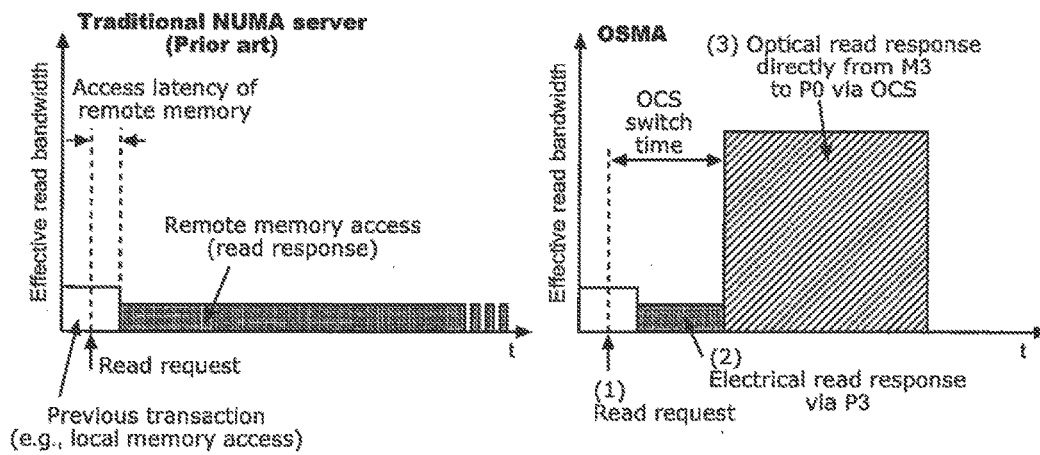 Traditional NUMA server
(Prior art)
Effective read bandwidth
Access latency of
remote memory
Remote memory access
(read response)
t
Read request
Previous transaction
(e.g., local memory access)
OSMA
Effective read bandwidth
(3) Optical read response
directly from M3
to P0 via OCS
OCS
switch
time
t
(1)
Read request
(2)
Electrical read response
via P3